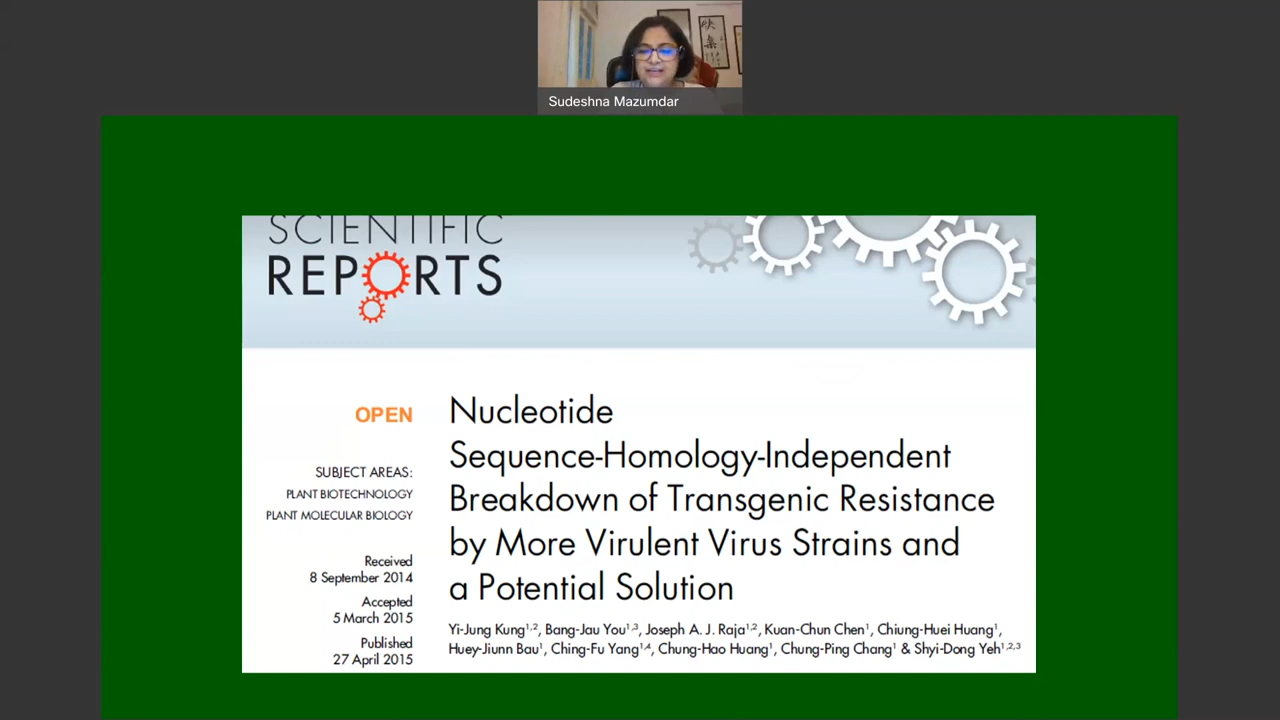 Sudeshna Mazumdar
SCIENTIFIC
REPORTS
OPEN
SUBJECT AREAS:
PLANT BIOTECHNOLOGY
PLANT MOLECULAR BIOLOGY
Received
8 September 2014
Accepted
5 March 2015
Published
27 April 2015
Nucleotide
Sequence-Homology-Independent
Breakdown of Transgenic Resistance
by More Virulent Virus Strains and
a Potential Solution
Yi-Jung Kung1,2, Bang-Jau You1,3, Joseph A. J. Raja1,2, Kuan-Chun Chen1, Chiung-Huei Huang1,
Huey-Jiunn Bau1, Ching-Fu Yang1,4, Chung-Hao Huang1, Chung-Ping Chang1 & Shyi-Dong Yeh1,2,3